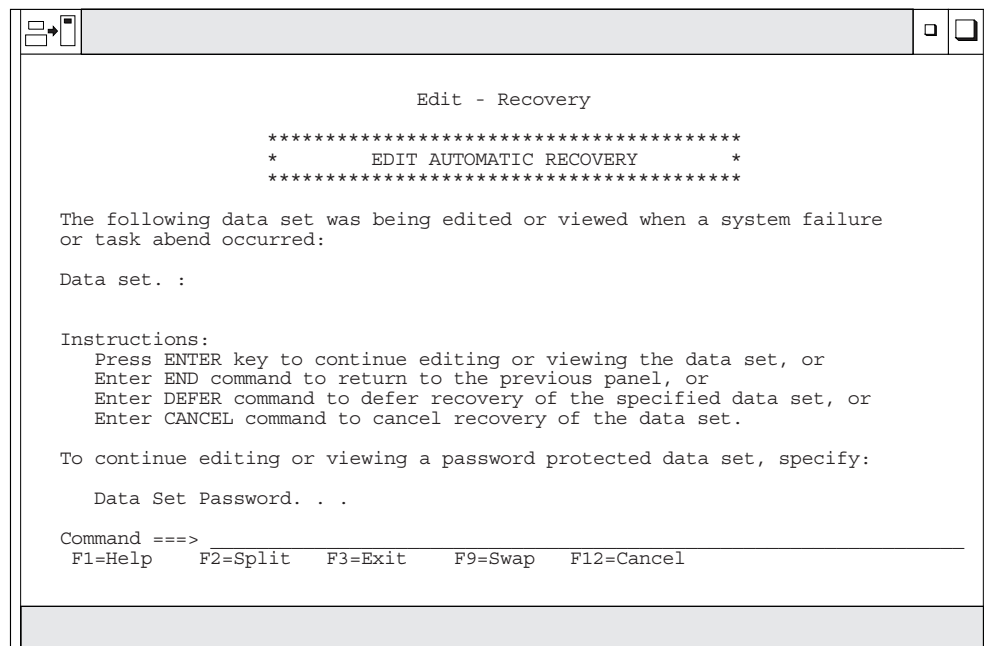 Edit - Recovery
*****************************************
* EDIT AUTOMATIC RECOVERY *
*****************************************
The following data set was being edited or viewed when a system failure
or task abend occurred:
Data set. :
Instructions:
Press ENTER key to continue editing or viewing the data set, or
Enter END command to return to the previous panel, or
Enter DEFER command to defer recovery of the specified data set, or
Enter CANCEL command to cancel recovery of the data set.
To continue editing or viewing a password protected data set, specify:
Data Set Password. . .
Command ===>
F1=Help F2=Split F3=Exit F9=Swap F12=Cancel